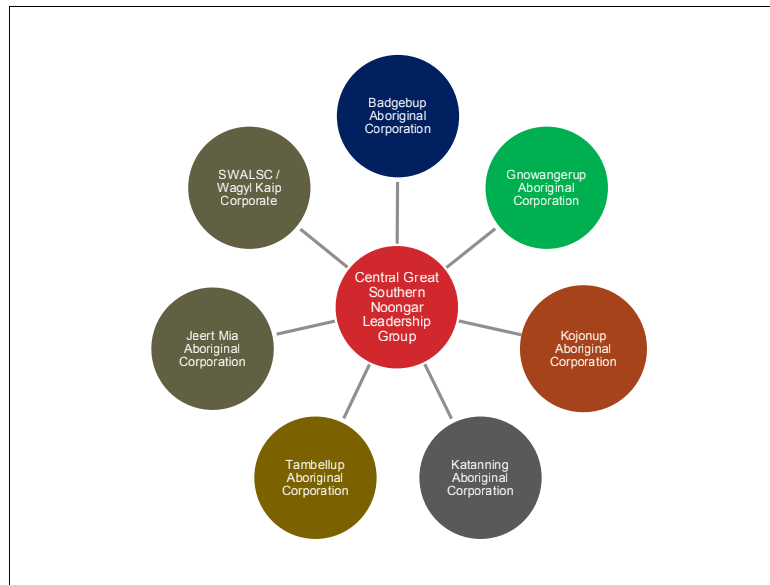 Badgebup
Aboriginal
Corporation
SWALSC /
Wagyl Kaip
Corporate
Gnowangerup
Aboriginal
Corporation
Central Great
Southern
Noongar
Leadership
Group
Jeert Mia
Aboriginal
Corporation
Kojonup
Aboriginal
Corporation
Tambellup
Aboriginal
Corporation
Katanning
Aboriginal
Corporation